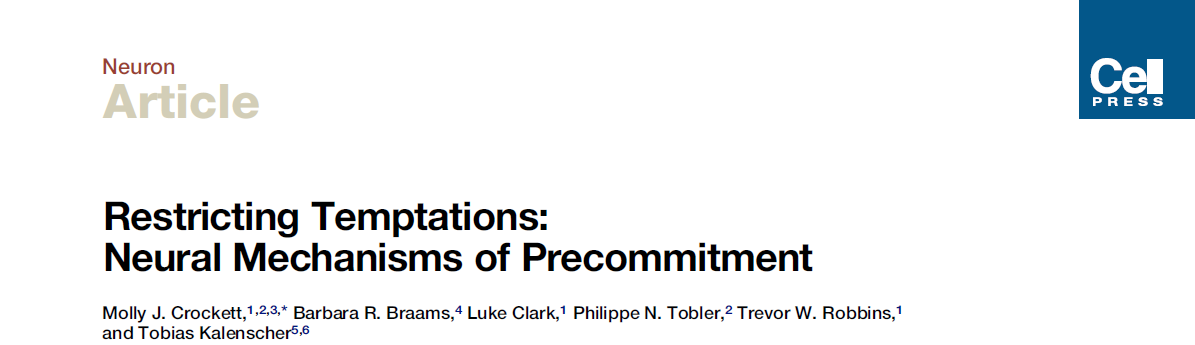 Neuron
Article
Cell
PRESS
Restricting Temptations:
Neural Mechanisms of Precommitment
Molly J. Crockett,1,2,3,* Barbara R. Braams,4 Luke Clark,1 Philippe N. Tobler,2 Trevor W. Robbins,1
and Tobias Kalenscher5,6